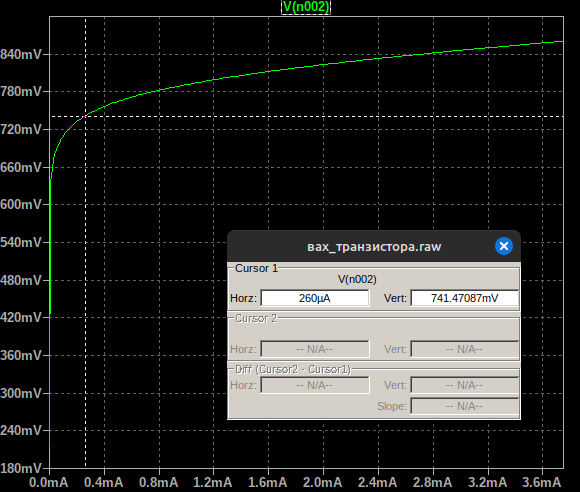 V(n002)
840mV
780mV
720mV
660mV
600mV
540mV
480mV
420mV
360mV
300mV
240mV
180mV
0.0mA 0.4mA 0.8mA 1.2mA 1.6mA 2.0mA 2.4mA 2.8mA 3.2mA 3.6mA
вах_транзистора.raw
Cursor 1
V(n002)
Horz: 260µA Vert: 741.47087mV
Cursor 2
Horz: -- N/A-- Vert: -- N/A--
Diff (Cursor2 - Cursor1)
Horz: -- N/A-- Vert: -- N/A--
Slope: -- N/A--